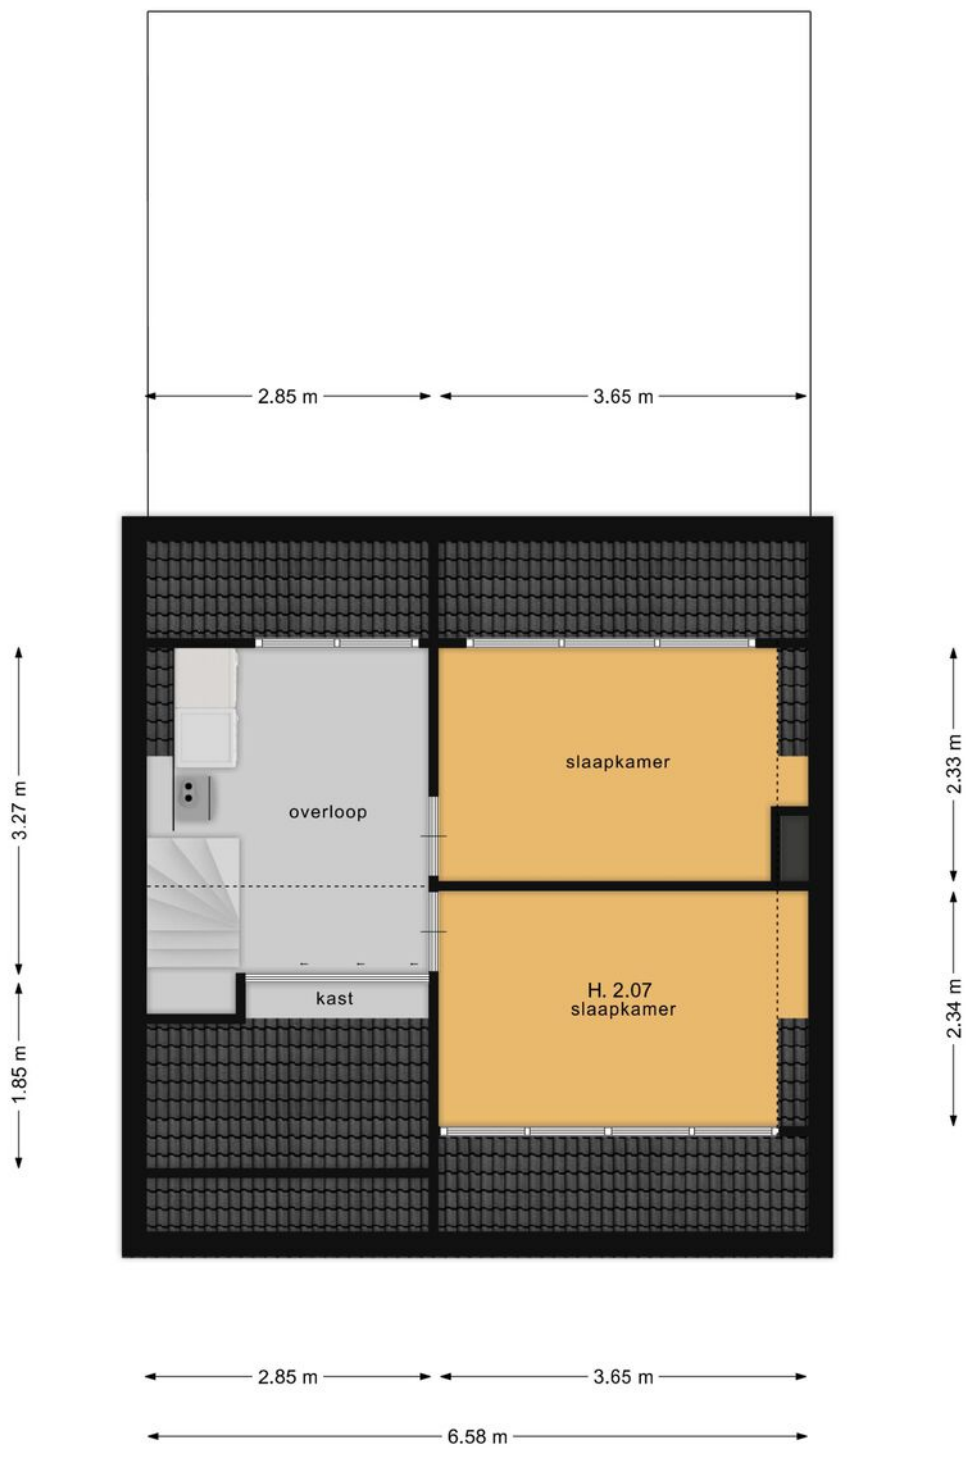 2.85 m
3.65 m
slaapkamer
2.33 m
3.27 m
overloop
H. 2.07
slaapkamer
kast
2.34 m
1.85 m
2.85 m
3.65 m
6.58 m